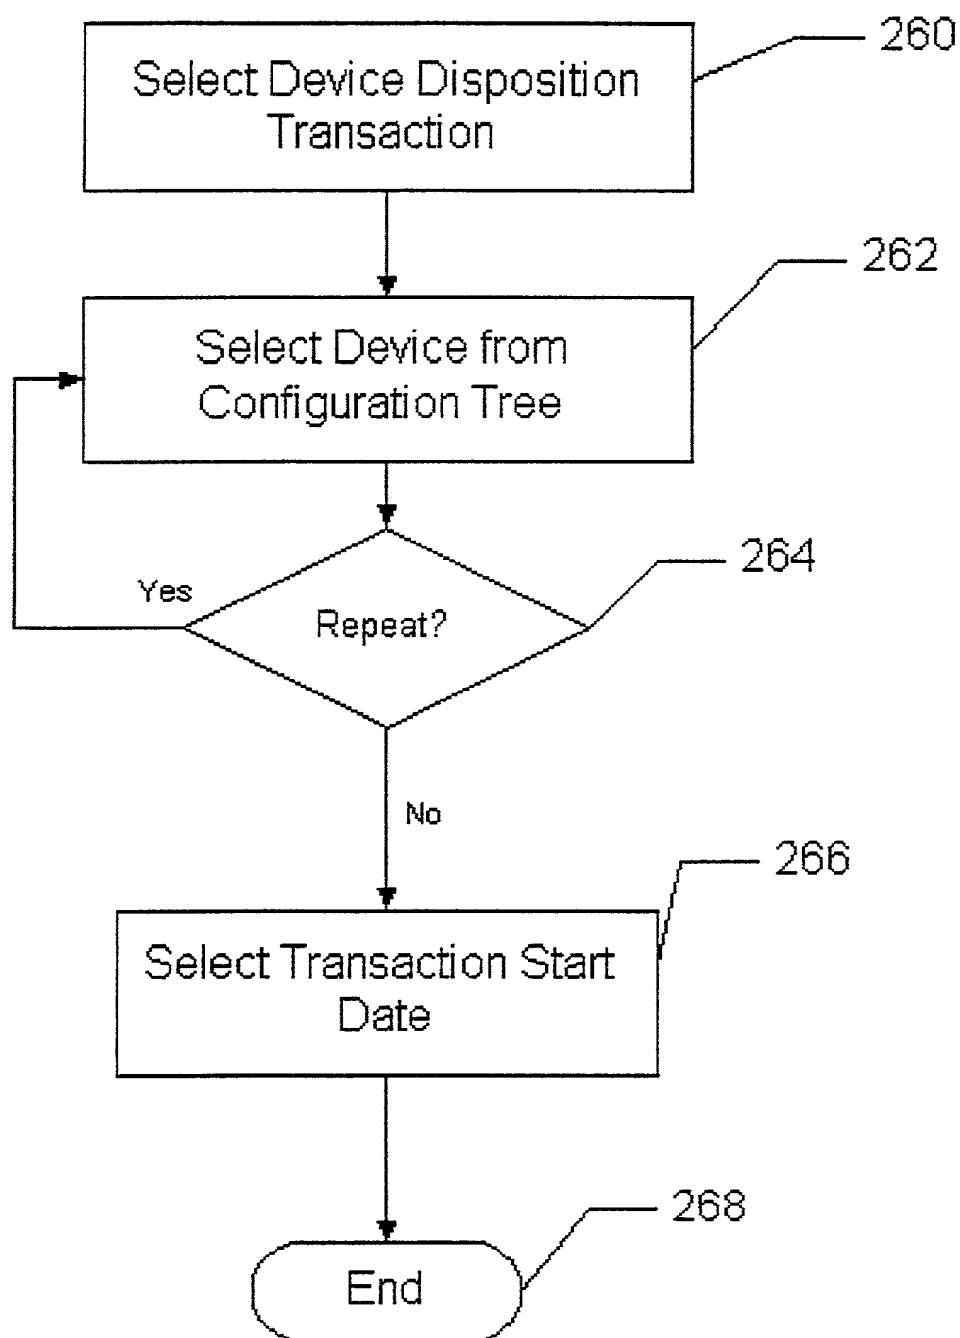 260
Select Device Disposition
Transaction
262
Select Device from
Configuration Tree
264
Yes
Repeat?
No
266
Select Transaction Start
Date
268
End